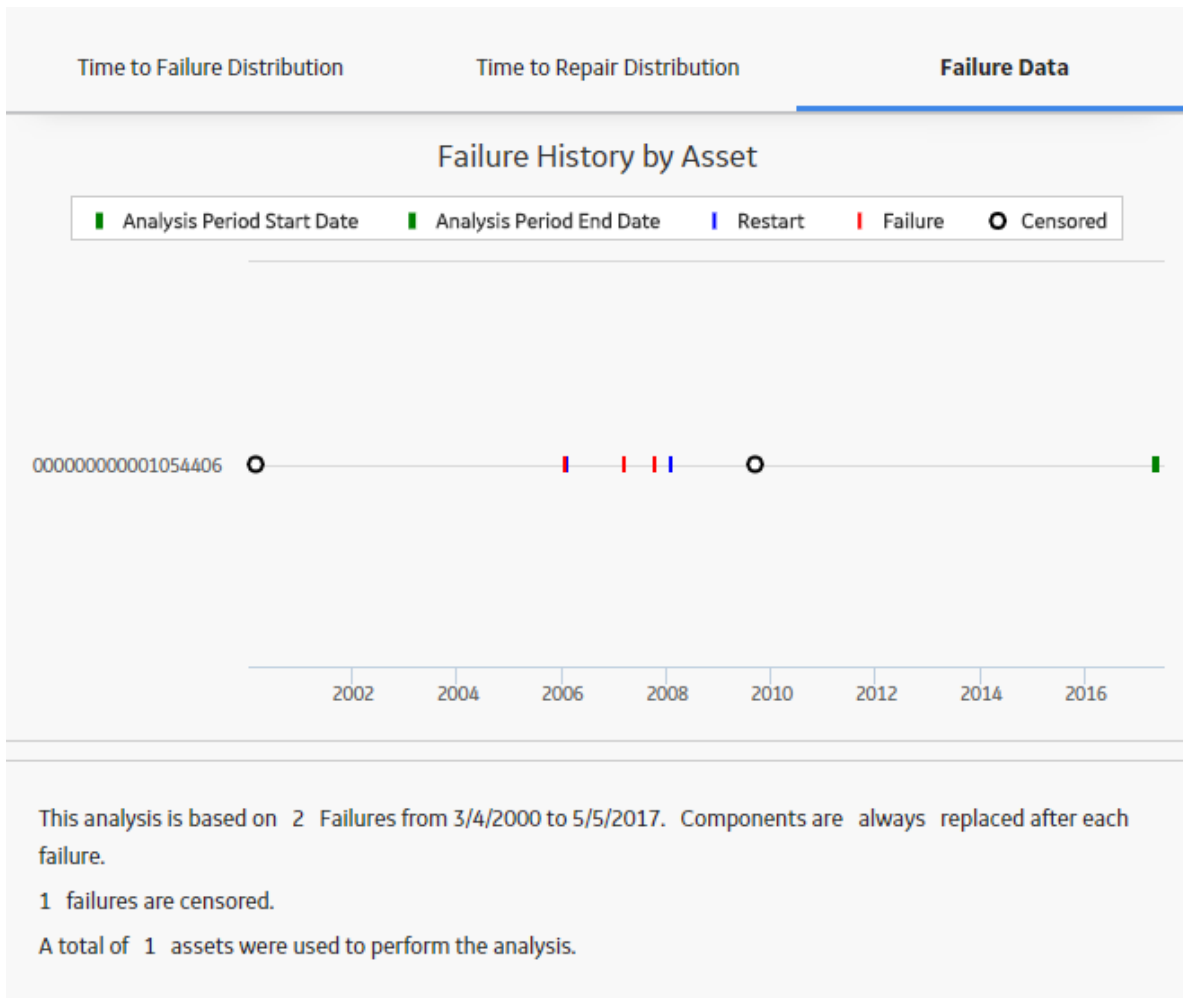 Time to Failure Distribution Time to Repair Distribution Failure Data
Failure History by Asset
Analysis Period Start Date Analysis Period End Date Restart Failure Censored
000000000001054406
2002 2004 2006 2008 2010 2012 2014 2016
This analysis is based on 2 Failures from 3/4/2000 to 5/5/2017. Components are always replaced after each
failure.
1 failures are censored.
A total of 1 assets were used to perform the analysis.